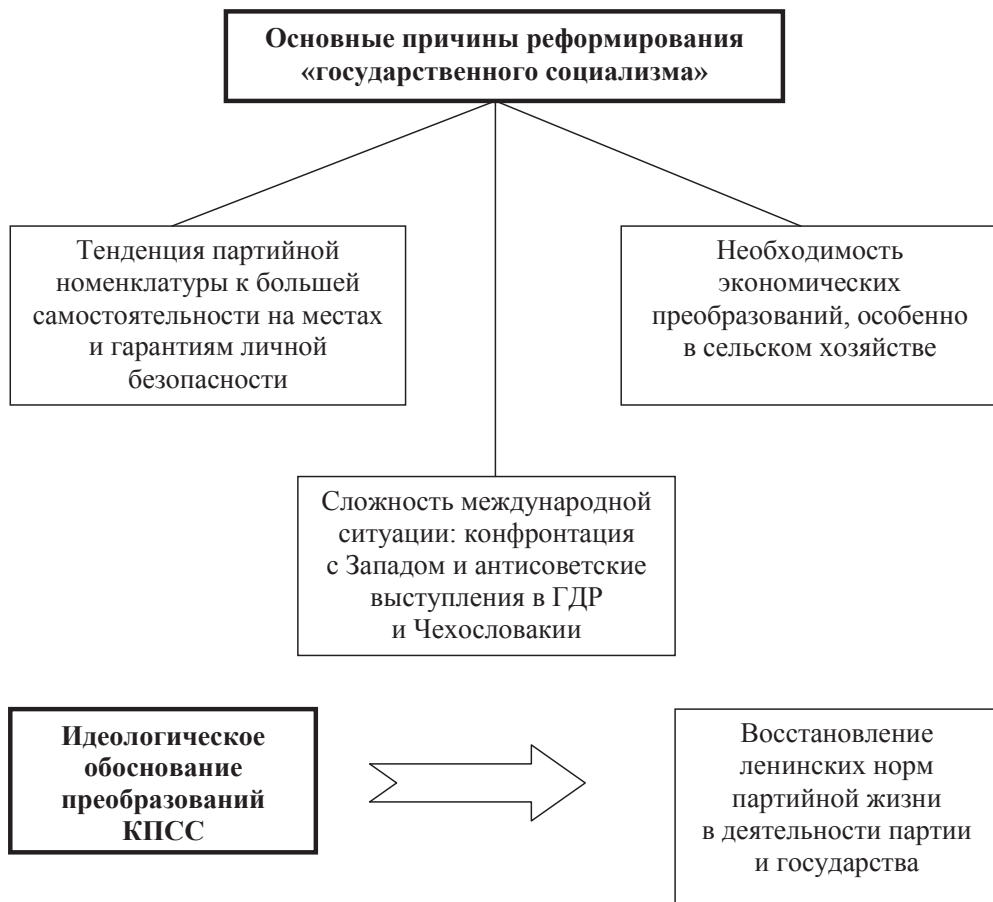 Основные причины реформирования
«государственного социализма»
Тенденция партийной
номенклатуры к большей
самостоятельности на местах
и гарантиям личной
безопасности
Необходимость
экономических
преобразований, особенно
в сельском хозяйстве
Сложность международной
ситуации: конфронтация
с Западом и антисоветские
выступления в ГДР
и Чехословакии
Идеологическое
обоснование
преобразований
КПСС
Восстановление
ленинских норм
партийной жизни
в деятельности партии
и государства